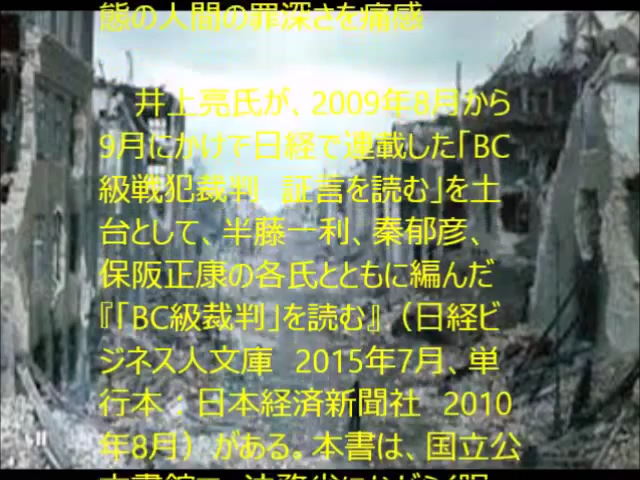 態の人間の罪深さを痛感
井上亮氏が、2009年8月から
9月にかけて日経で連載した「BC
級戦犯裁判　証言を読む」を土
台として、半藤一利、秦郁彦、
保阪正康の各氏とともに編んだ
『「BC級裁判」を読む』（日経ビ
ジネス人文庫　2015年7月、単
行本：日本経済新聞社　2010
年8月）がある。本書は、国立公